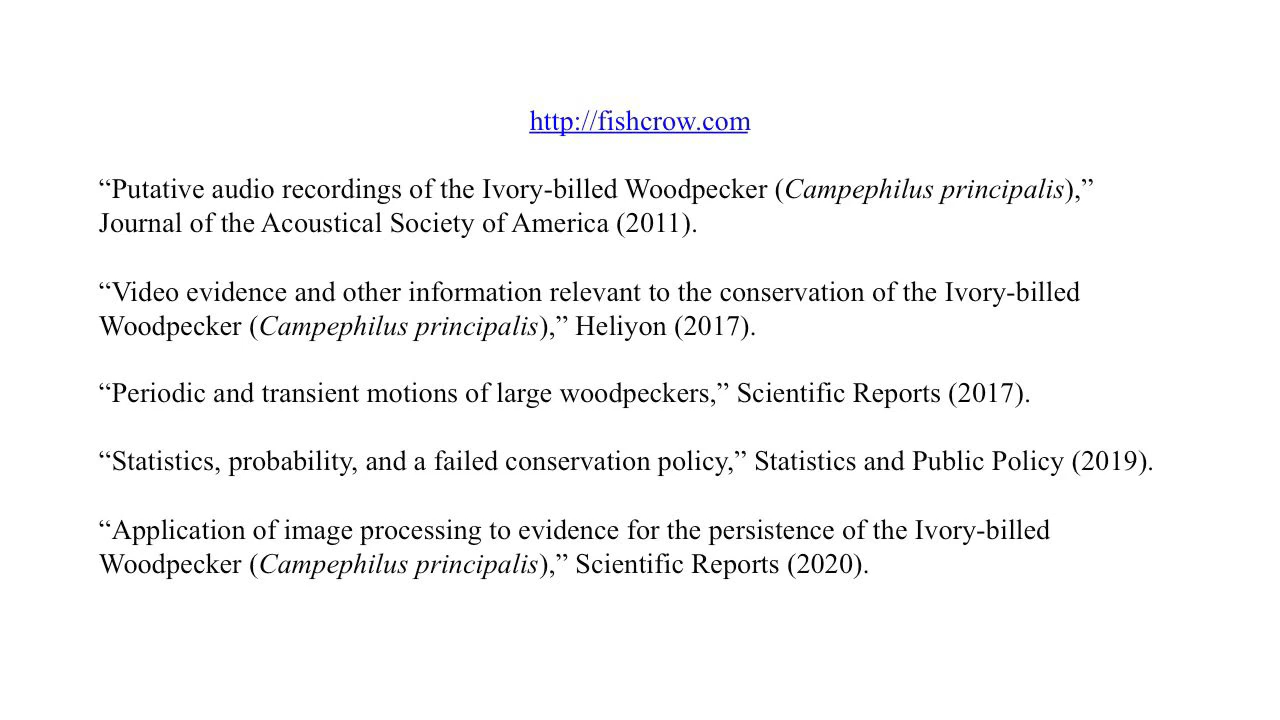 http://fishcrow.com
“Putative audio recordings of the Ivory-billed Woodpecker (Campephilus principalis),”
Journal of the Acoustical Society of America (2011).
“Video evidence and other information relevant to the conservation of the Ivory-billed
Woodpecker (Campephilus principalis),” Heliyon (2017).
“Periodic and transient motions of large woodpeckers,” Scientific Reports (2017).
“Statistics, probability, and a failed conservation policy,” Statistics and Public Policy (2019).
“Application of image processing to evidence for the persistence of the Ivory-billed
Woodpecker (Campephilus principalis),” Scientific Reports (2020).